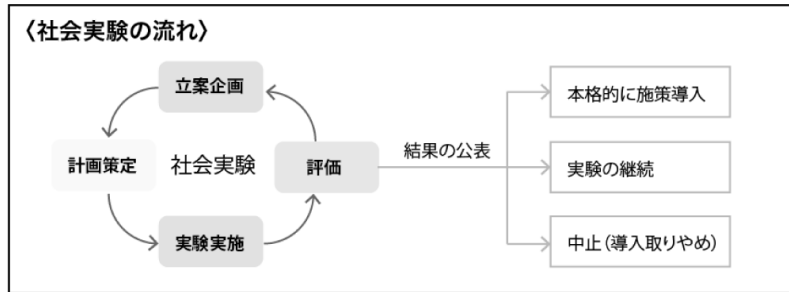 〈社会実験の流れ〉
立案企画
計画策定
社会実験
評価
実験実施
結果の公表
本格的に施策導入
実験の継続
中止(導入取りやめ)